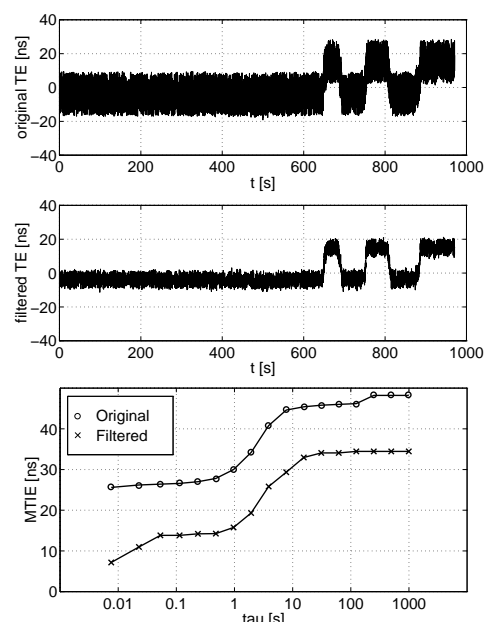 40
20
0
−20
−40
original TE [ns]
0 200 400 600 800 1000
t [s]
40
20
0
−20
−40
filtered TE [ns]
0 200 400 600 800 1000
t [s]
Original
Filtered
40
30
20
10
0
MTIE [ns]
0.01 0.1 1 10 100 1000
tau [s]